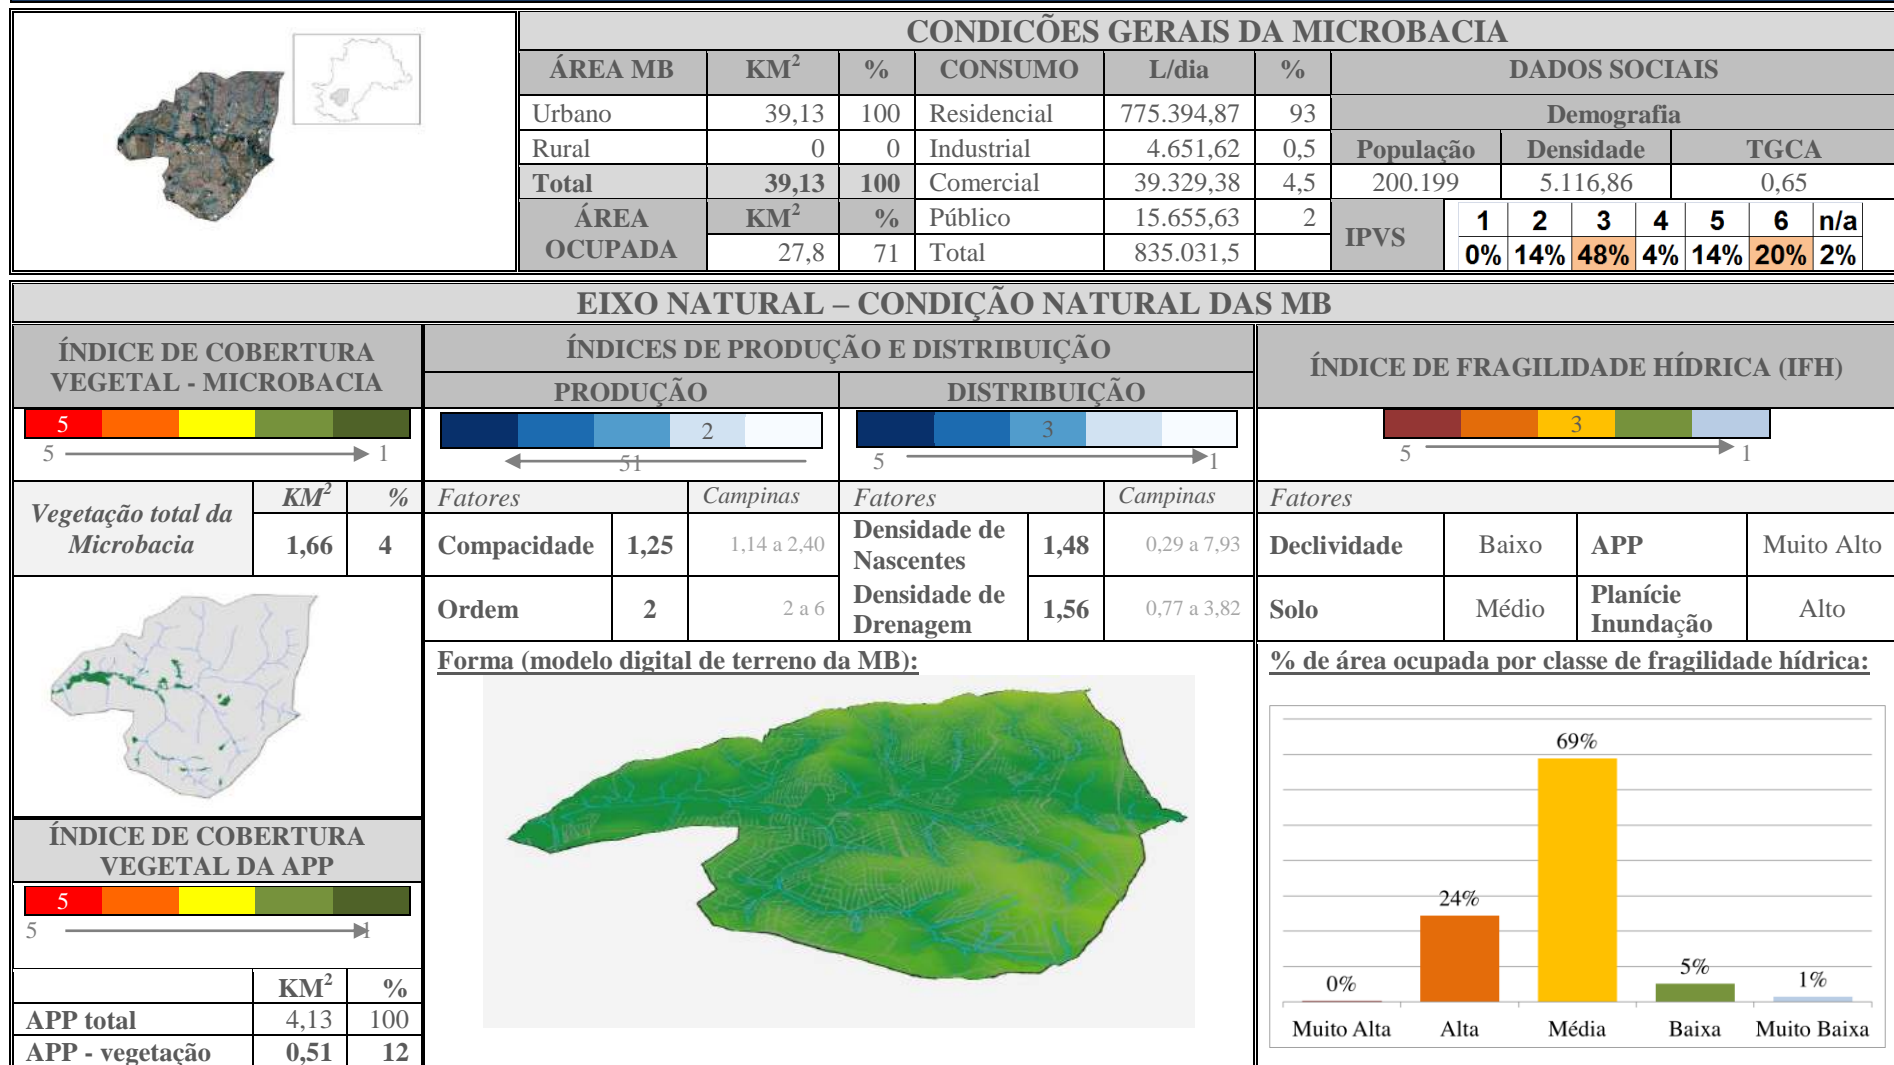 CONDICÕES GERAIS DA MICROBACIA
ÁREA MB KM² % CONSUMO L/dia % DADOS SOCIAIS
Urbano 39,13 100 Residencial 775.394,87 93 Demografia
Rural 0 0 Industrial 4.651,62 0,5 População Densidade TGCA
Total 39,13 100 Comercial 39.329,38 4,5 200.199 5.116,86 0,65
ÁREA OCUPADA KM² % Público 15.655,63 2 IPVS 1 2 3 4 5 6 n/a
27,8 71 Total 835.031,5 0% 14% 48% 4% 14% 20% 2%
EIXO NATURAL – CONDIÇÃO NATURAL DAS MB
ÍNDICE DE COBERTURA
VEGETAL - MICROBACIA
5
5 1
Vegetação total da
Microbacia
KM² %
1,66 4
ÍNDICE DE COBERTURA
VEGETAL DA APP
5
5 1
KM² %
APP total 4,13 100
APP - vegetação 0,51 12
ÍNDICES DE PRODUÇÃO E DISTRIBUIÇÃO
PRODUÇÃO DISTRIBUIÇÃO
2 3
51 5 1
Fatores Campinas Fatores Campinas
Compacidade 1,25 1,14 a 2,40 Densidade de
Nascentes 1,48 0,29 a 7,93
Ordem 2 2 a 6 Densidade de
Drenagem 1,56 0,77 a 3,82
Forma (modelo digital de terreno da MB):
ÍNDICE DE FRAGILIDADE HÍDRICA (IFH)
3
5 1
Fatores
Declividade Baixo APP Muito Alto
Solo Médio Planície
Inundação Alto
% de área ocupada por classe de fragilidade hídrica:
69%
24%
5%
1%
0%
Muito Alta Alta Média Baixa Muito Baixa